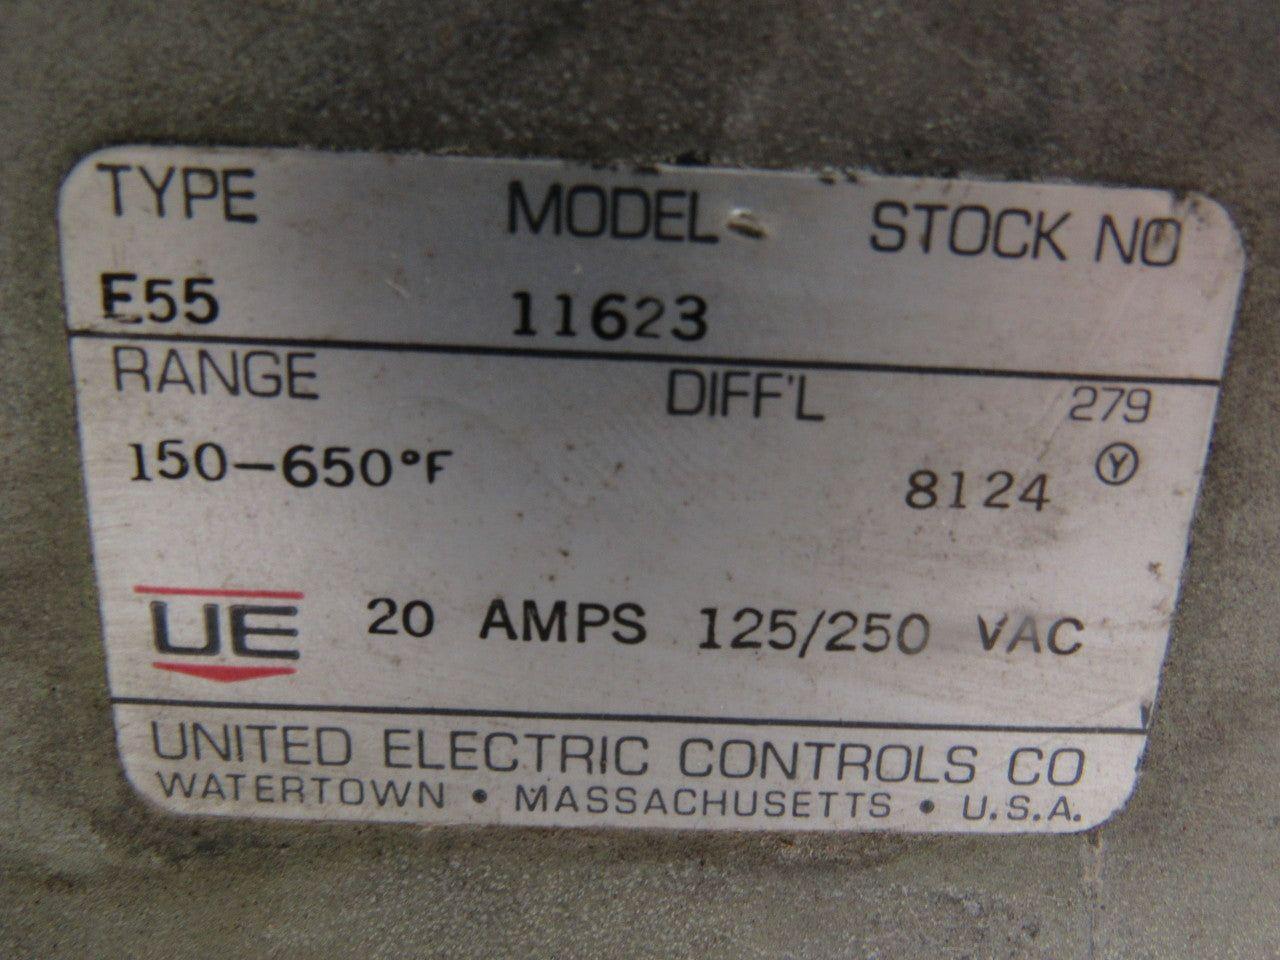 TYPE MODEL STOCK NO
E55 11623
RANGE DIFF'L 279
150-650°F 8124 Y
UE 20 AMPS 125/250 VAC
UNITED ELECTRIC CONTROLS CO
WATERTOWN • MASSACHUSETTS • U.S.A.